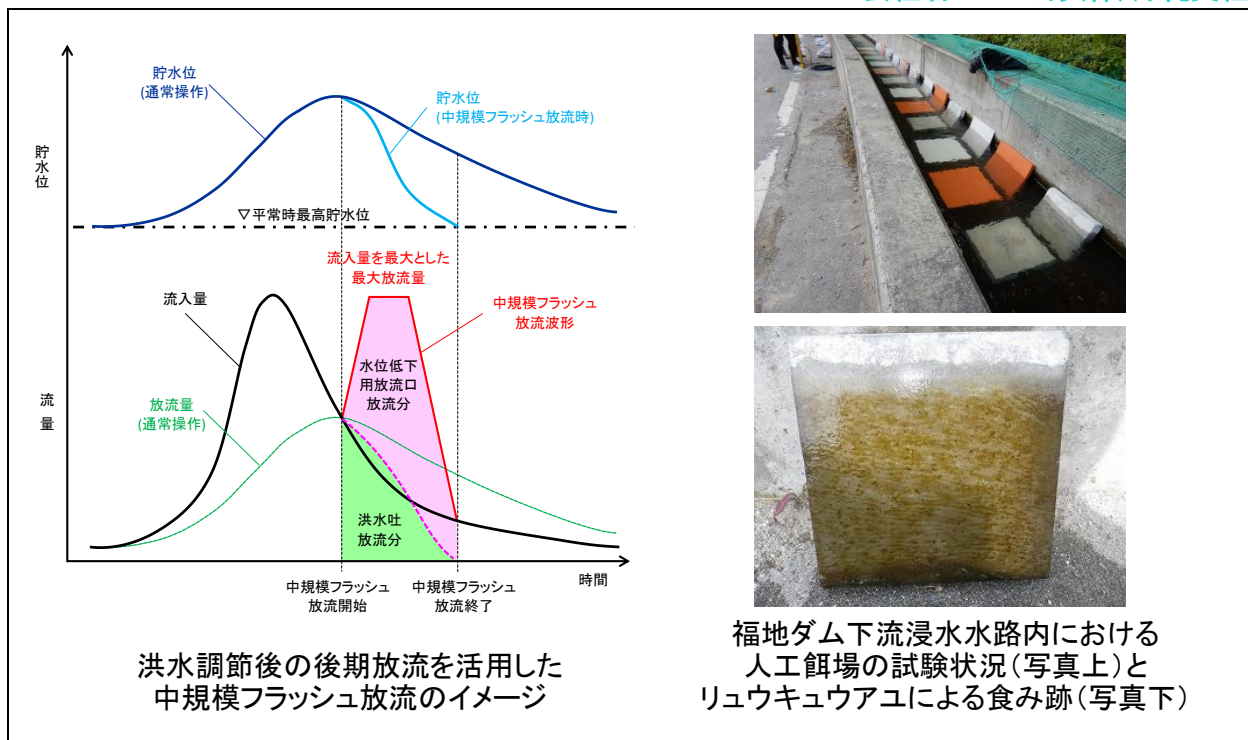 貯水位
(通常操作)
貯水位
(中規模フラッシュ放流時)
貯水位
▽平常時最高貯水位
流入量を最大とした
最大放流量
流入量
中規模フラッシュ
放流波形
水位低下
用放流口
放流分
放流量
(通常操作)
流量
洪水吐
放流分
時間
中規模フラッシュ
放流開始
中規模フラッシュ
放流終了
洪水調節後の後期放流を活用した
中規模フラッシュ放流のイメージ
福地ダム下流浸水水路内における
人工餌場の試験状況(写真上)と
リュウキュウアユによる食み跡(写真下)